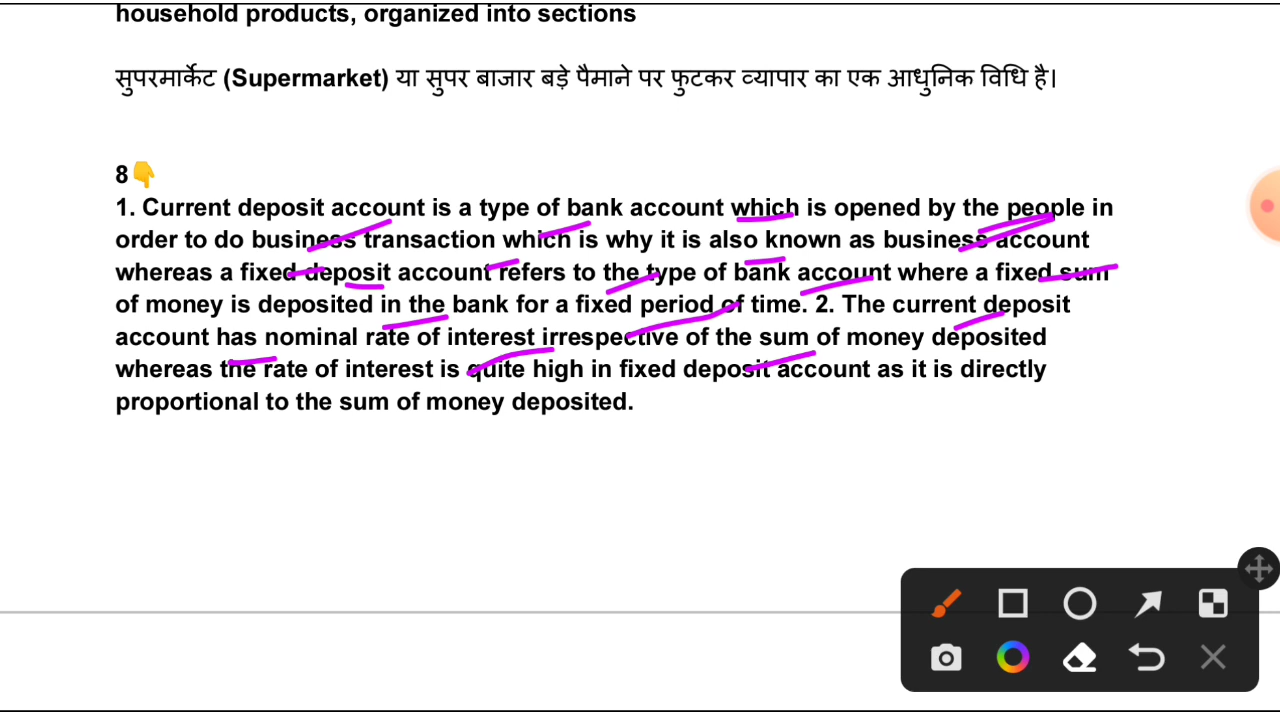 household products, organized into sections
सुपरमार्केट (Supermarket) या सुपर बाजार बड़े पैमाने पर फुटकर व्यापार का एक आधुनिक विधि है।
8👇
1. Current deposit account is a type of bank account which is opened by the people in
order to do business transaction which is why it is also known as business account
whereas a fixed deposit account refers to the type of bank account where a fixed sum
of money is deposited in the bank for a fixed period of time. 2. The current deposit
account has nominal rate of interest irrespective of the sum of money deposited
whereas the rate of interest is quite high in fixed deposit account as it is directly
proportional to the sum of money deposited.